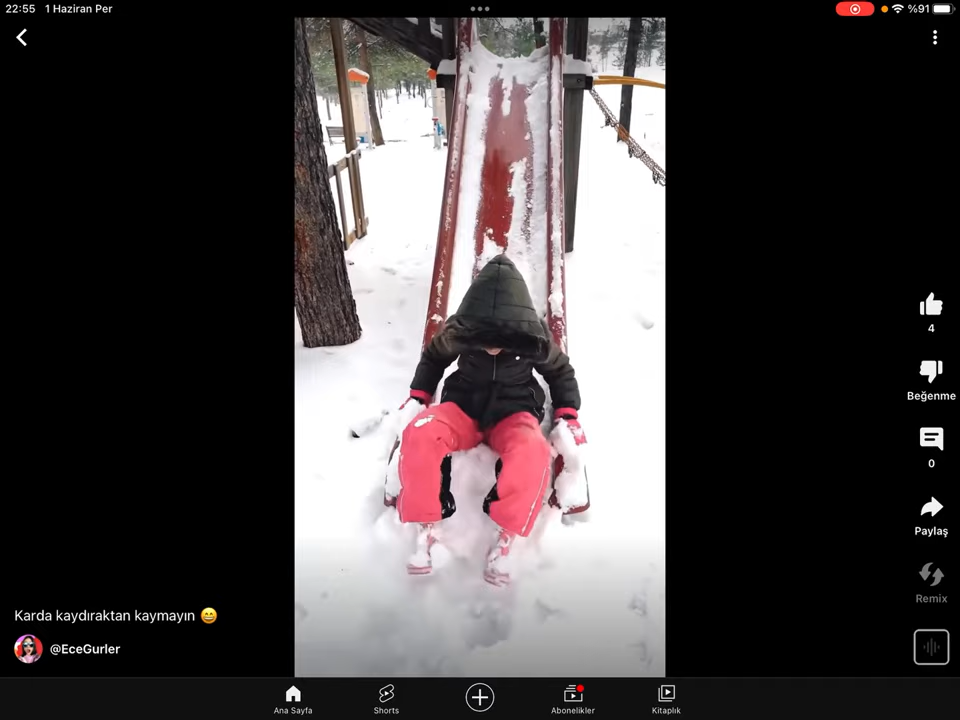 22:55 1 Haziran Per
%91
4
Beğenme
0
Paylaş
Remix
Karda kaydıraktan kaymayın 😄
@EceGurler
Ana Sayfa
Shorts
Abonelikler
Kitaplık